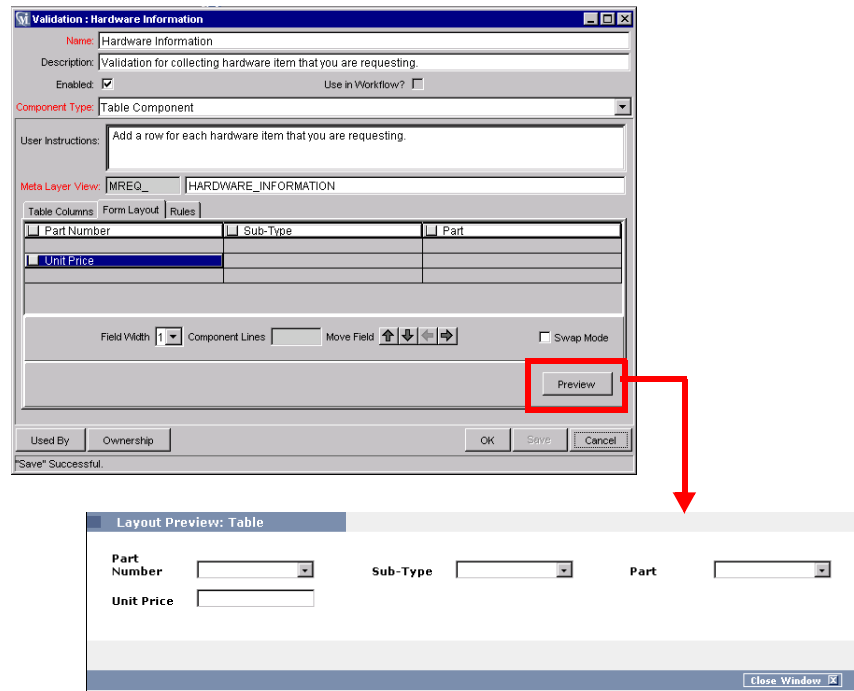 Validation : Hardware Information
Name: Hardware Information
Description: Validation for collecting hardware item that you are requesting.
Enabled: Use in Workflow?
Component Type: Table Component
User Instructions: Add a row for each hardware item that you are requesting.
Meta Layer View: MREQ_ HARDWARE_INFORMATION
Table Columns Form Layout Rules
Part Number Sub-Type Part
Unit Price
Field Width 1 Component Lines Move Field Swap Mode
Preview
Used By Ownership OK Save Cancel
"Save" Successful.
Layout Preview: Table
Part
Number Sub-Type Part
Unit Price
Close Window